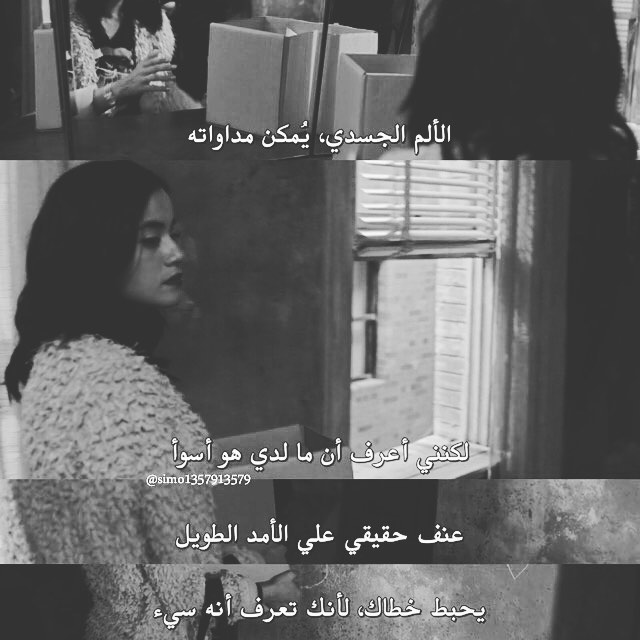 الألم الجسدي، يُمكن مداواته
لكنني أعرف أن ما لدي هو أسوأ
@simo1357913579
عنف حقيقي علي الأمد الطويل
يحبط خطاك، لأنك تعرف أنه سيء